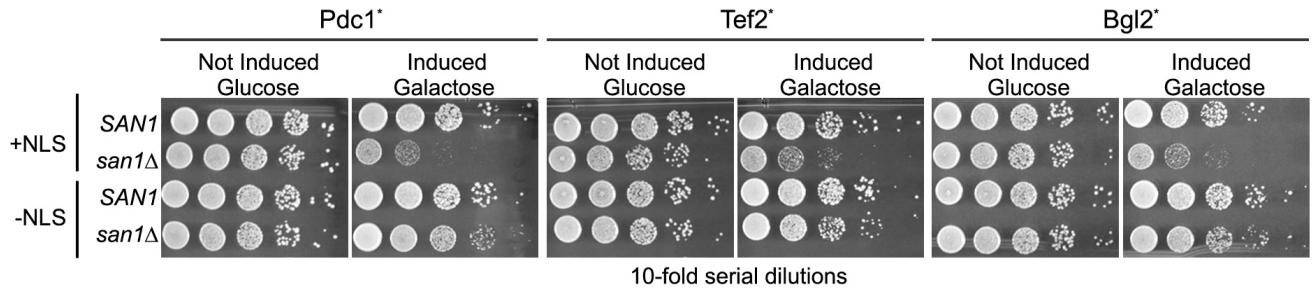 Pdc1* Tef2* Bgl2*
Not Induced Glucose Induced Galactose Not Induced Glucose Induced Galactose Not Induced Glucose Induced Galactose
+NLS SAN1
san1Δ
-NLS SAN1
san1Δ
10-fold serial dilutions